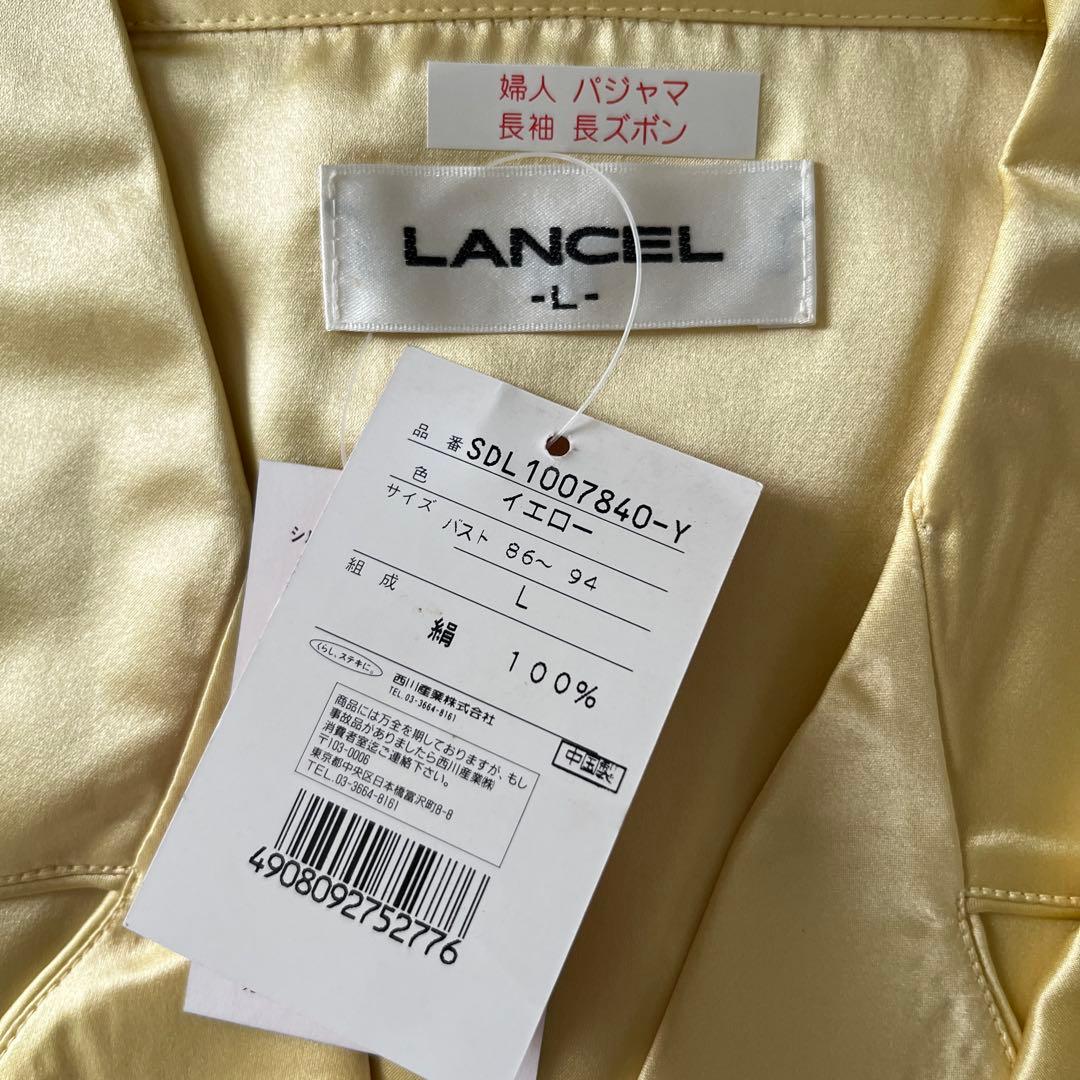 婦人 パジャマ
長袖 長ズボン
LANCEL
-L-
品番 SDL1007840-Y
色 イエロー
サイズ バスト 86〜 94
L
組成 絹 100%
くらし、ステキに。
西川産業株式会社
TEL.03-3664-8161
商品には万全を期しておりますが、もし
事故品がありましたら西川産業㈱
消費者室迄ご連絡下さい。
〒103-0006
東京都中央区日本橋富沢町8-8
TEL.03-3664-8161
中国製
4908092752776